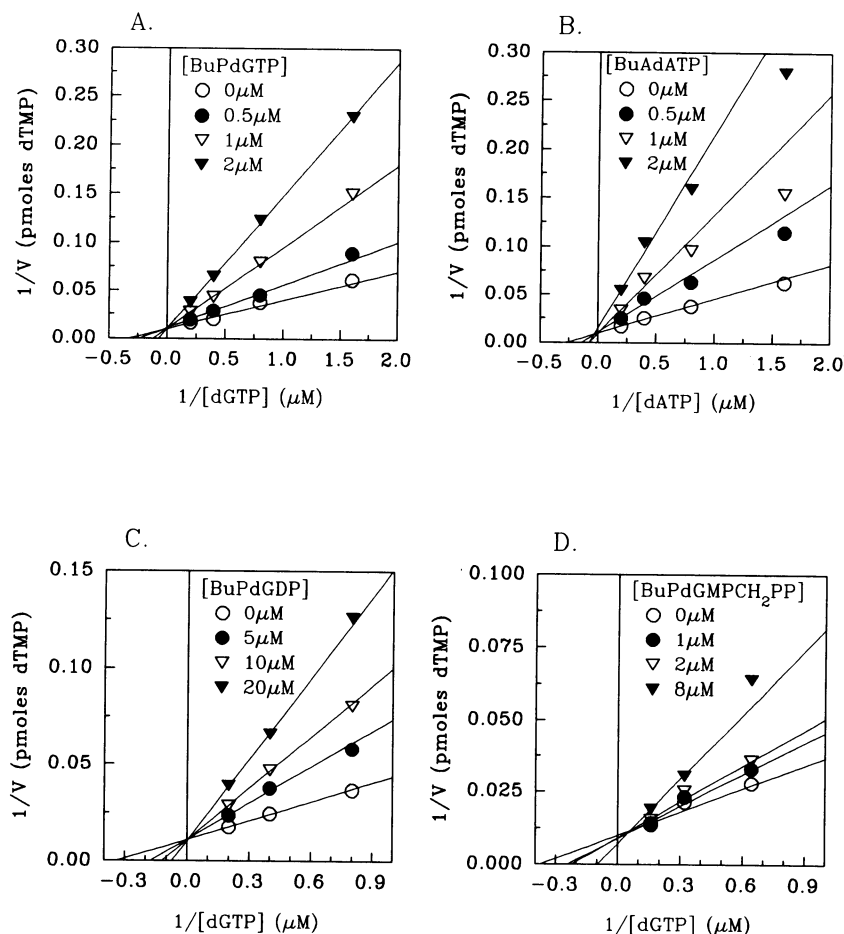 A.
[BuPdGTP]
0μM
0.5μM
1μM
2μM
1/V (pmoles dTMP)
0.30
0.25
0.20
0.15
0.10
0.05
0.00
−0.5 0.0 0.5 1.0 1.5 2.0
1/[dGTP] (μM)
B.
[BuAdATP]
0μM
0.5μM
1μM
2μM
1/V (pmoles dTMP)
0.30
0.25
0.20
0.15
0.10
0.05
0.00
−0.5 0.0 0.5 1.0 1.5 2.0
1/[dATP] (μM)
C.
[BuPdGDP]
0μM
5μM
10μM
20μM
1/V (pmoles dTMP)
0.15
0.10
0.05
0.00
−0.3 0.0 0.3 0.6 0.9
1/[dGTP] (μM)
D.
[BuPdGMPCH₂PP]
0μM
1μM
2μM
8μM
1/V (pmoles dTMP)
0.100
0.075
0.050
0.025
0.000
−0.3 0.0 0.3 0.6 0.9
1/[dGTP] (μM)